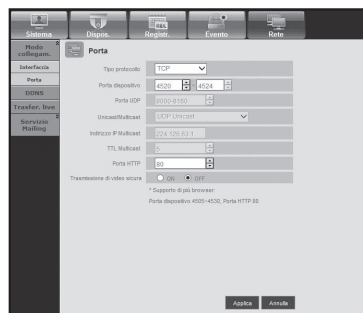 Sistema
Dispos.
Registr.
Evento
Rete
Modo collegam.
Interfaccia
Porta
DDNS
Trasfer. live
Servizio Mailing
Porta
Tipo protocollo TCP
Porta dispositivo 4520 ~ 4524
Porta UDP 8000~8160
Unicast/Multicast UDP Unicast
Indirizzo IP Multicast 224.126.63.1
TTL Multicast 5
Porta HTTP 80
Trasmissione di video sicura ON OFF
* Supporto di più browser:
Porta dispositivo 4505~4530, Porta HTTP 80
Applica Annulla